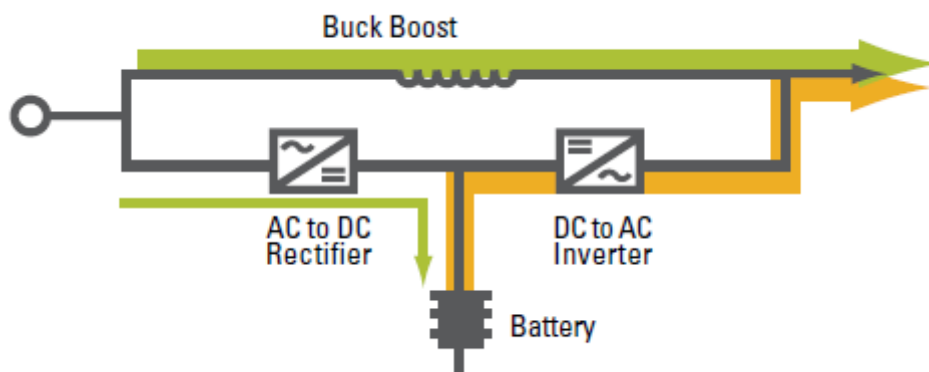 Buck Boost
AC to DC
Rectifier
DC to AC
Inverter
Battery